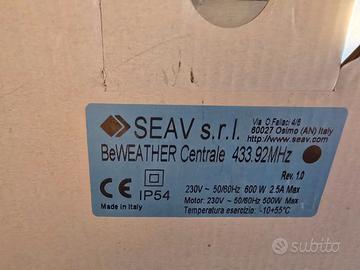 SEAV s.r.l.
Via O Fallaci 4/6
60027 Osimo (AN) Italy
http://www.seav.com
BeWEATHER Centrale 433.92MHz
Rev. 1.0
CE IP54
Made in Italy
230V ~ 50/60Hz 600 W 2.5A Max
Motor: 230V ~ 50/60Hz 500W Max
Temperatura esercizio: -10+55°C
subito